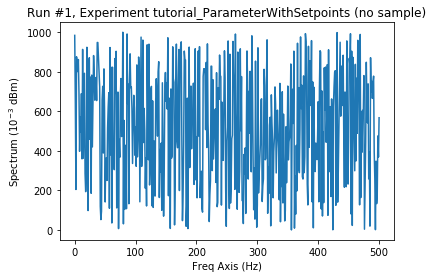 Run #1, Experiment tutorial_ParameterWithSetpoints (no sample)
1000
800
600
400
200
0
Spectrum (10⁻³ dBm)
0 100 200 300 400 500
Freq Axis (Hz)